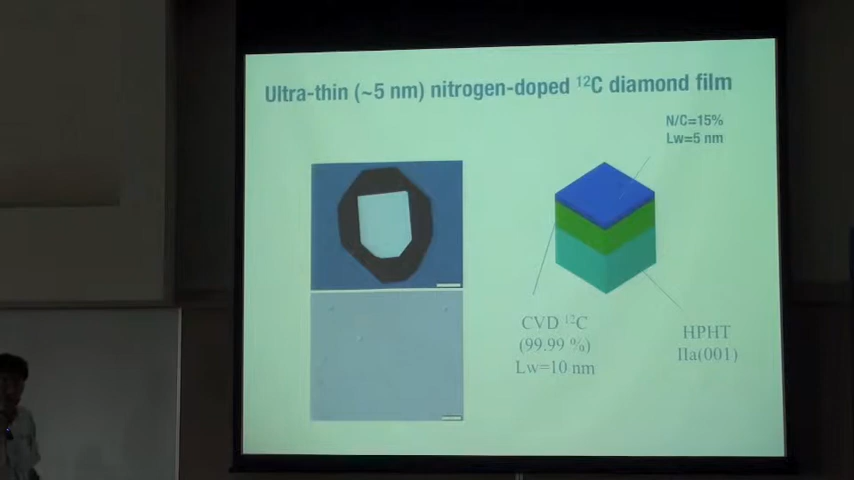 Ultra-thin (~5 nm) nitrogen-doped ¹²C diamond film
N/C=15%
Lw=5 nm
CVD ¹²C
(99.99 %)
Lw=10 nm
HPHT
IIa(001)